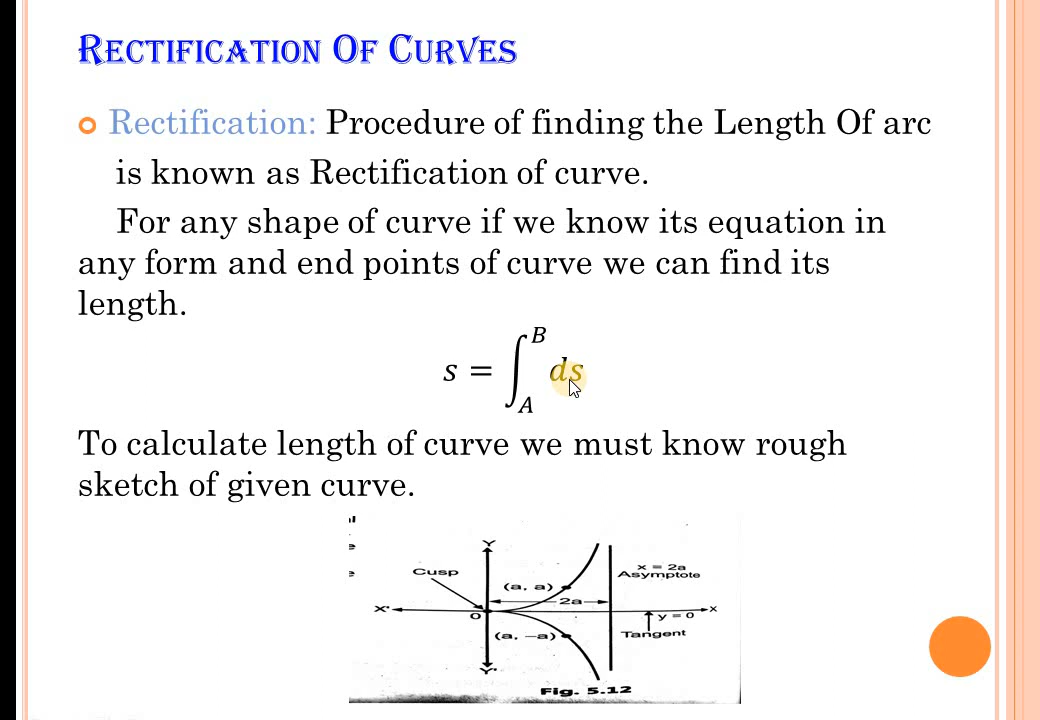 RECTIFICATION OF CURVES
Rectification: Procedure of finding the Length Of arc
is known as Rectification of curve.
For any shape of curve if we know its equation in
any form and end points of curve we can find its
length.
s = ∫_A^B ds
To calculate length of curve we must know rough
sketch of given curve.
Y
Cusp
x = 2a
Asymptote
(a, a)
2a
X'
O
X
y = 0
(a, –a)
Tangent
Y'
Fig. 5.12